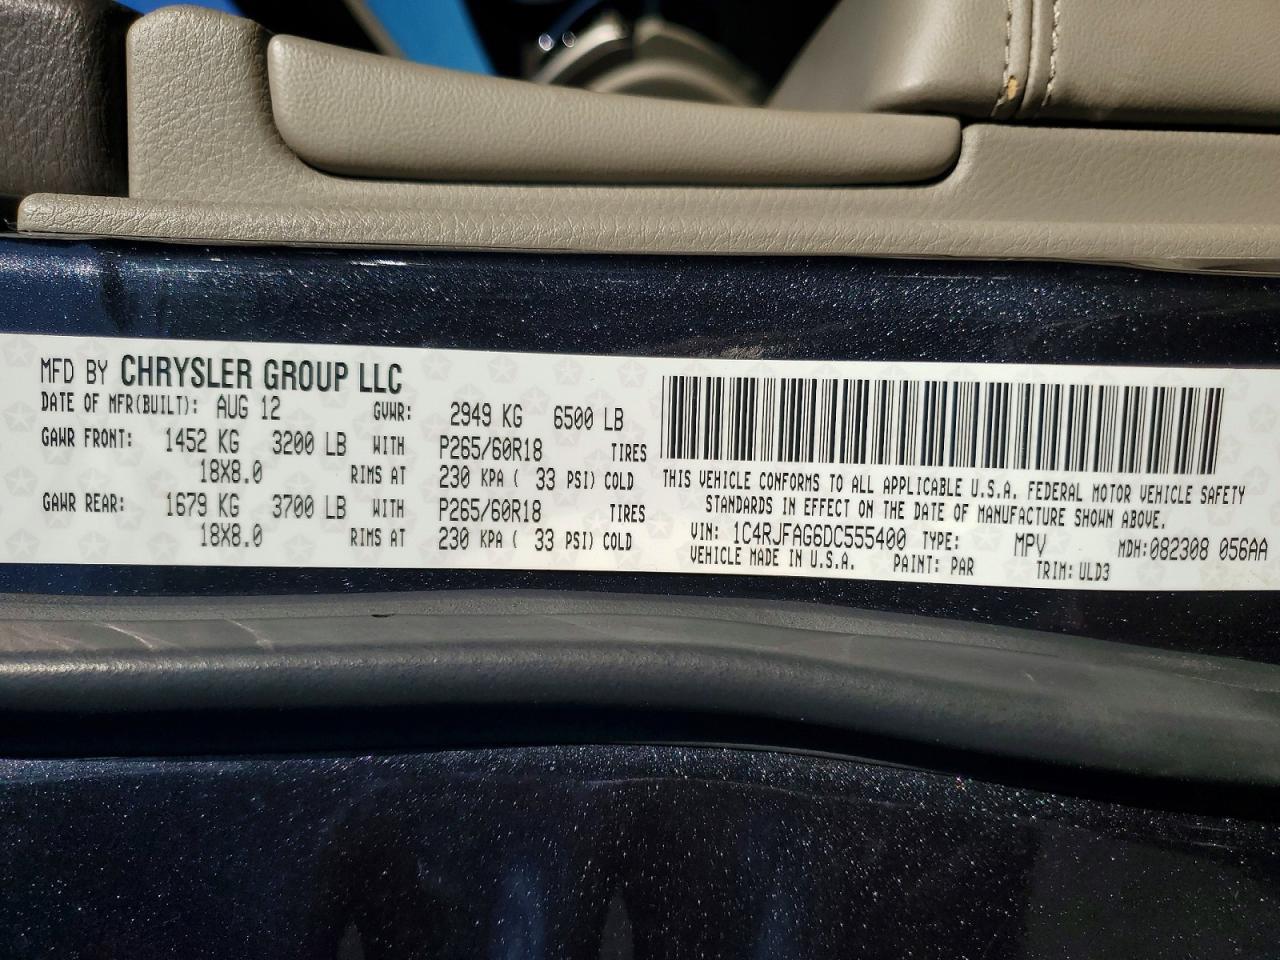 MFD BY CHRYSLER GROUP LLC
DATE OF MFR(BUILT): AUG 12 GVWR: 2949 KG 6500 LB
GAWR FRONT: 1452 KG 3200 LB WITH P265/60R18 TIRES
18X8.0 RIMS AT 230 KPA ( 33 PSI) COLD
GAWR REAR: 1679 KG 3700 LB WITH P265/60R18 TIRES
18X8.0 RIMS AT 230 KPA ( 33 PSI) COLD
THIS VEHICLE CONFORMS TO ALL APPLICABLE U.S.A. FEDERAL MOTOR VEHICLE SAFETY
STANDARDS IN EFFECT ON THE DATE OF MANUFACTURE SHOWN ABOVE.
VIN: 1C4RJFAG6DC555400 TYPE: MPV MDH:082308 056AA
VEHICLE MADE IN U.S.A. PAINT: PAR TRIM: ULD3